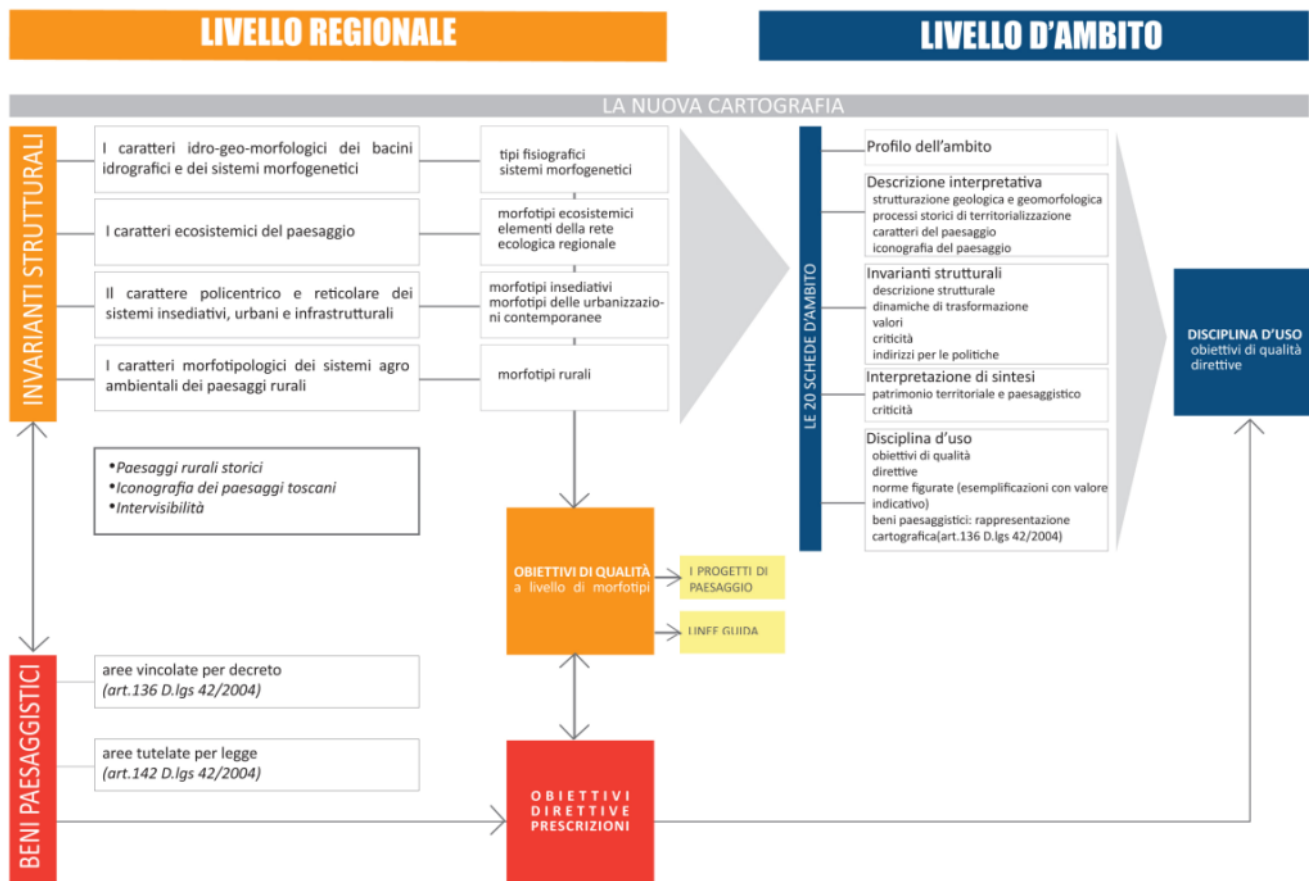 LIVELLO REGIONALE
LIVELLO D'AMBITO
LA NUOVA CARTOGRAFIA
INVARIANTI STRUTTURALI
I caratteri idro-geo-morfologici dei bacini
idrografici e dei sistemi morfogenetici
tipi fisiografici
sistemi morfogenetici
I caratteri ecosistemici del paesaggio
morfotipi ecosistemici
elementi della rete
ecologica regionale
Il carattere policentrico e reticolare dei
sistemi insediativi, urbani e infrastrutturali
morfotipi insediativi
morfotipi delle urbanizzazio-
ni contemporanee
I caratteri morfotipologici dei sistemi agro
ambientali dei paesaggi rurali
morfotipi rurali
•Paesaggi rurali storici
•Iconografia dei paesaggi toscani
•Intervisibilità
OBIETTIVI DI QUALITÀ
a livello di morfotipi
I PROGETTI DI
PAESAGGIO
LINEE GUIDA
BENI PAESAGGISTICI
aree vincolate per decreto
(art.136 D.lgs 42/2004)
aree tutelate per legge
(art.142 D.lgs 42/2004)
OBIETTIVI
DIRETTIVE
PRESCRIZIONI
LE 20 SCHEDE D'AMBITO
Profilo dell'ambito
Descrizione interpretativa
strutturazione geologica e geomorfologica
processi storici di territorializzazione
caratteri del paesaggio
iconografia del paesaggio
Invarianti strutturali
descrizione strutturale
dinamiche di trasformazione
valori
criticità
indirizzi per le politiche
Interpretazione di sintesi
patrimonio territoriale e paesaggistico
criticità
Disciplina d'uso
obiettivi di qualità
direttive
norme figurate (esemplificazioni con valore
indicativo)
beni paesaggistici: rappresentazione
cartografica(art.136 D.lgs 42/2004)
DISCIPLINA D'USO
obiettivi di qualità
direttive